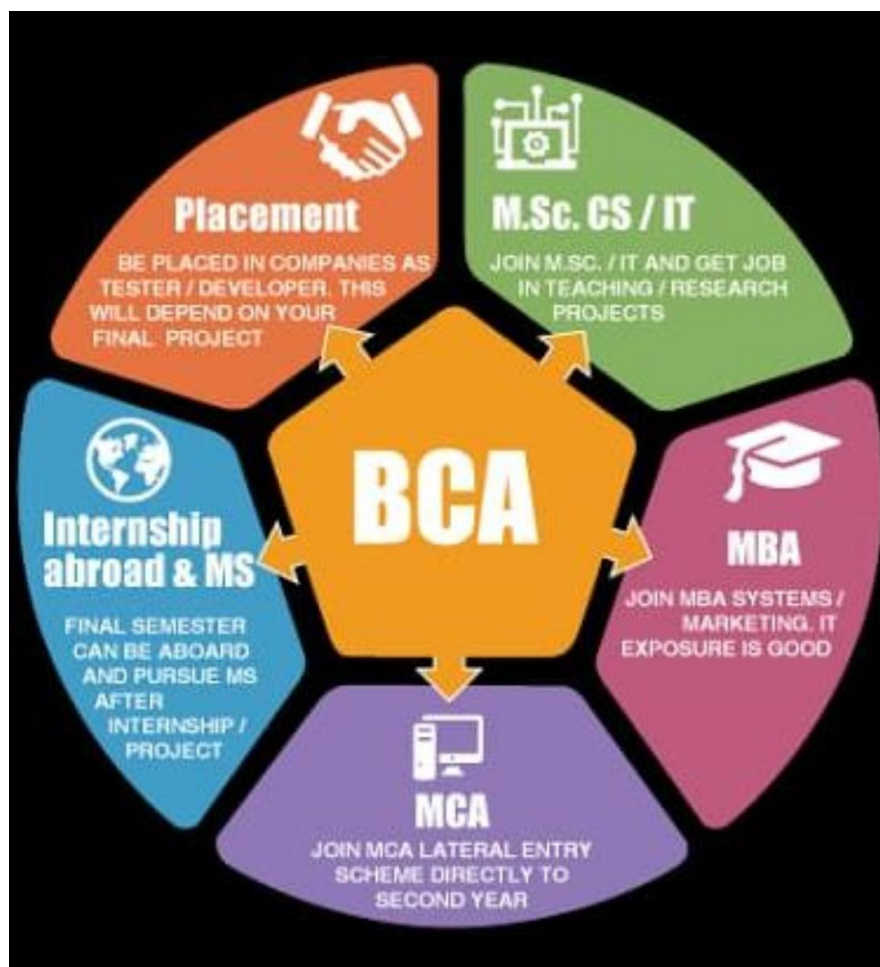 Placement
BE PLACED IN COMPANIES AS
TESTER / DEVELOPER. THIS
WILL DEPEND ON YOUR
FINAL PROJECT
M.Sc. CS / IT
JOIN M.SC. / IT AND GET JOB
IN TEACHING / RESEARCH
PROJECTS
BCA
Internship
abroad & MS
FINAL SEMESTER
CAN BE ABOARD
AND PURSUE MS
AFTER
INTERNSHIP /
PROJECT
MBA
JOIN MBA SYSTEMS /
MARKETING. IT
EXPOSURE IS GOOD
MCA
JOIN MCA LATERAL ENTRY
SCHEME DIRECTLY TO
SECOND YEAR